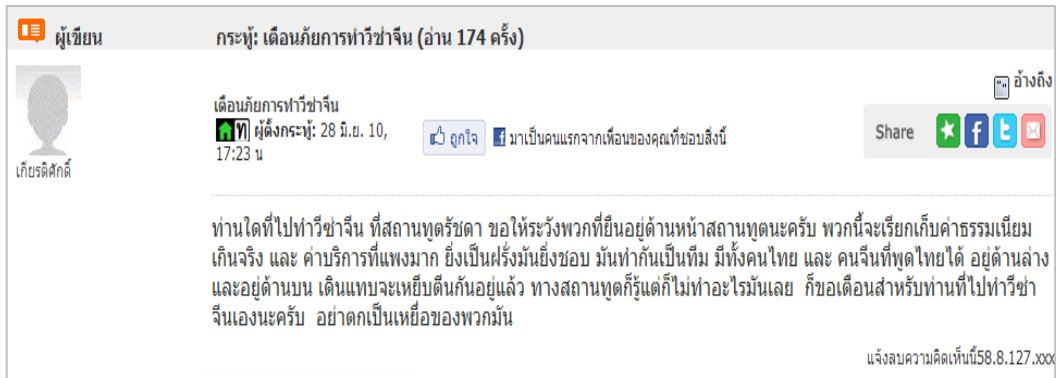 ผู้เขียน กระทู้: เตือนภัยการทำวีซ่าจีน (อ่าน 174 ครั้ง)
อ้างถึง
เตือนภัยการทำวีซ่าจีน
ท ผู้ตั้งกระทู้: 28 มิ.ย. 10,
17:23 น
ถูกใจ มาเป็นคนแรกจากเพื่อนของคุณที่ชอบสิ่งนี้
Share
เกียรติศักดิ์
ท่านใดที่ไปทำวีซ่าจีน ที่สถานทูตรัชดา ขอให้ระวังพวกที่ยืนอยู่ด้านหน้าสถานทูตนะครับ พวกนี้จะเรียกเก็บค่าธรรมเนียม
เกินจริง และ ค่าบริการที่แพงมาก ยิ่งเป็นฝรั่งมันยิ่งชอบ มันทำกันเป็นทีม มีทั้งคนไทย และ คนจีนที่พูดไทยได้ อยู่ด้านล่าง
และอยู่ด้านบน เดินแทบจะเหยียบตีนกันอยู่แล้ว ทางสถานทูตก็รู้แต่ก็ไม่ทำอะไรมันเลย ก็ขอเตือนสำหรับท่านที่ไปทำวีซ่า
จีนเองนะครับ อย่าตกเป็นเหยื่อของพวกมัน
แจ้งลบความคิดเห็นนี้58.8.127.xxx